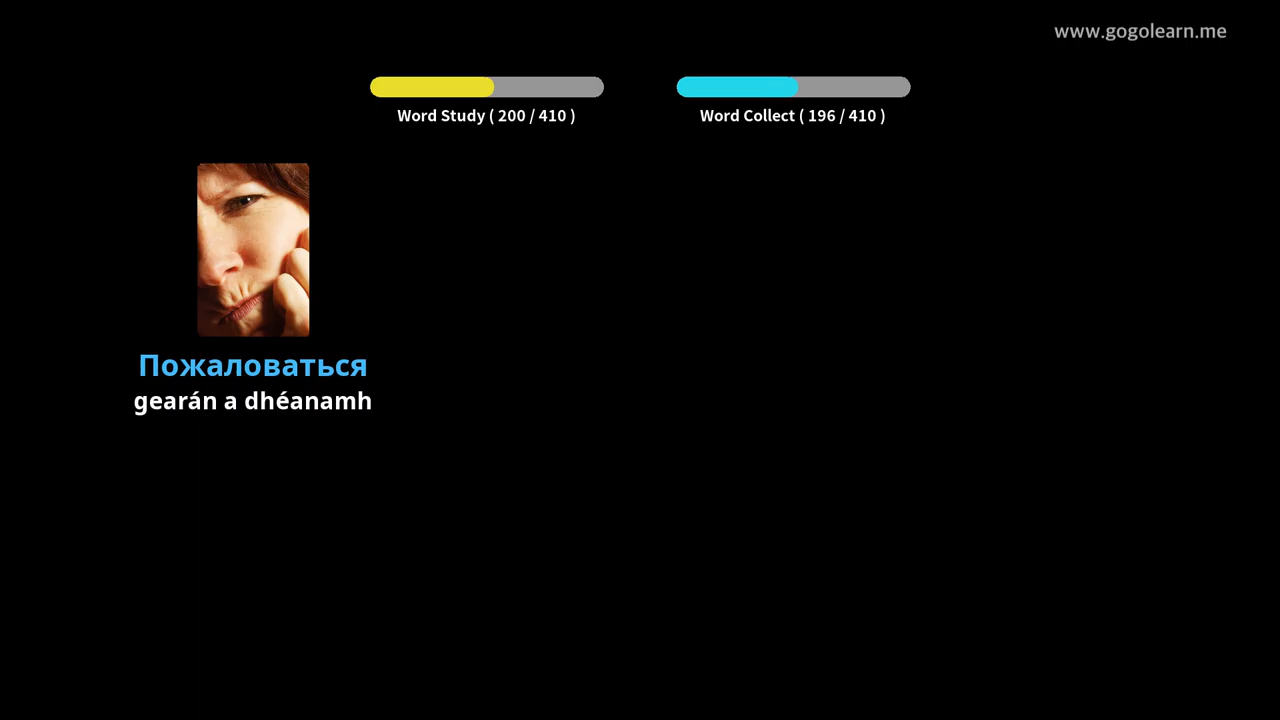 www.gogolearn.me
Word Study ( 200 / 410 )
Word Collect ( 196 / 410 )
Пожаловаться
gearán a dhéanamh